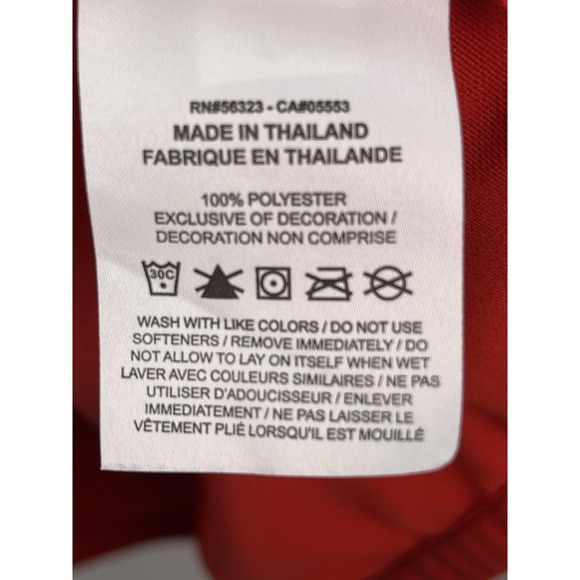 RN#56323 - CA#05553
MADE IN THAILAND
FABRIQUE EN THAILANDE
100% POLYESTER
EXCLUSIVE OF DECORATION /
DECORATION NON COMPRISE
30C
WASH WITH LIKE COLORS / DO NOT USE
SOFTENERS / REMOVE IMMEDIATELY / DO
NOT ALLOW TO LAY ON ITSELF WHEN WET
LAVER AVEC COULEURS SIMILAIRES / NE PAS
UTILISER D'ADOUCISSEUR / ENLEVER
IMMEDIATEMENT / NE PAS LAISSER LE
VÊTEMENT PLIÉ LORSQU'IL EST MOUILLÉ